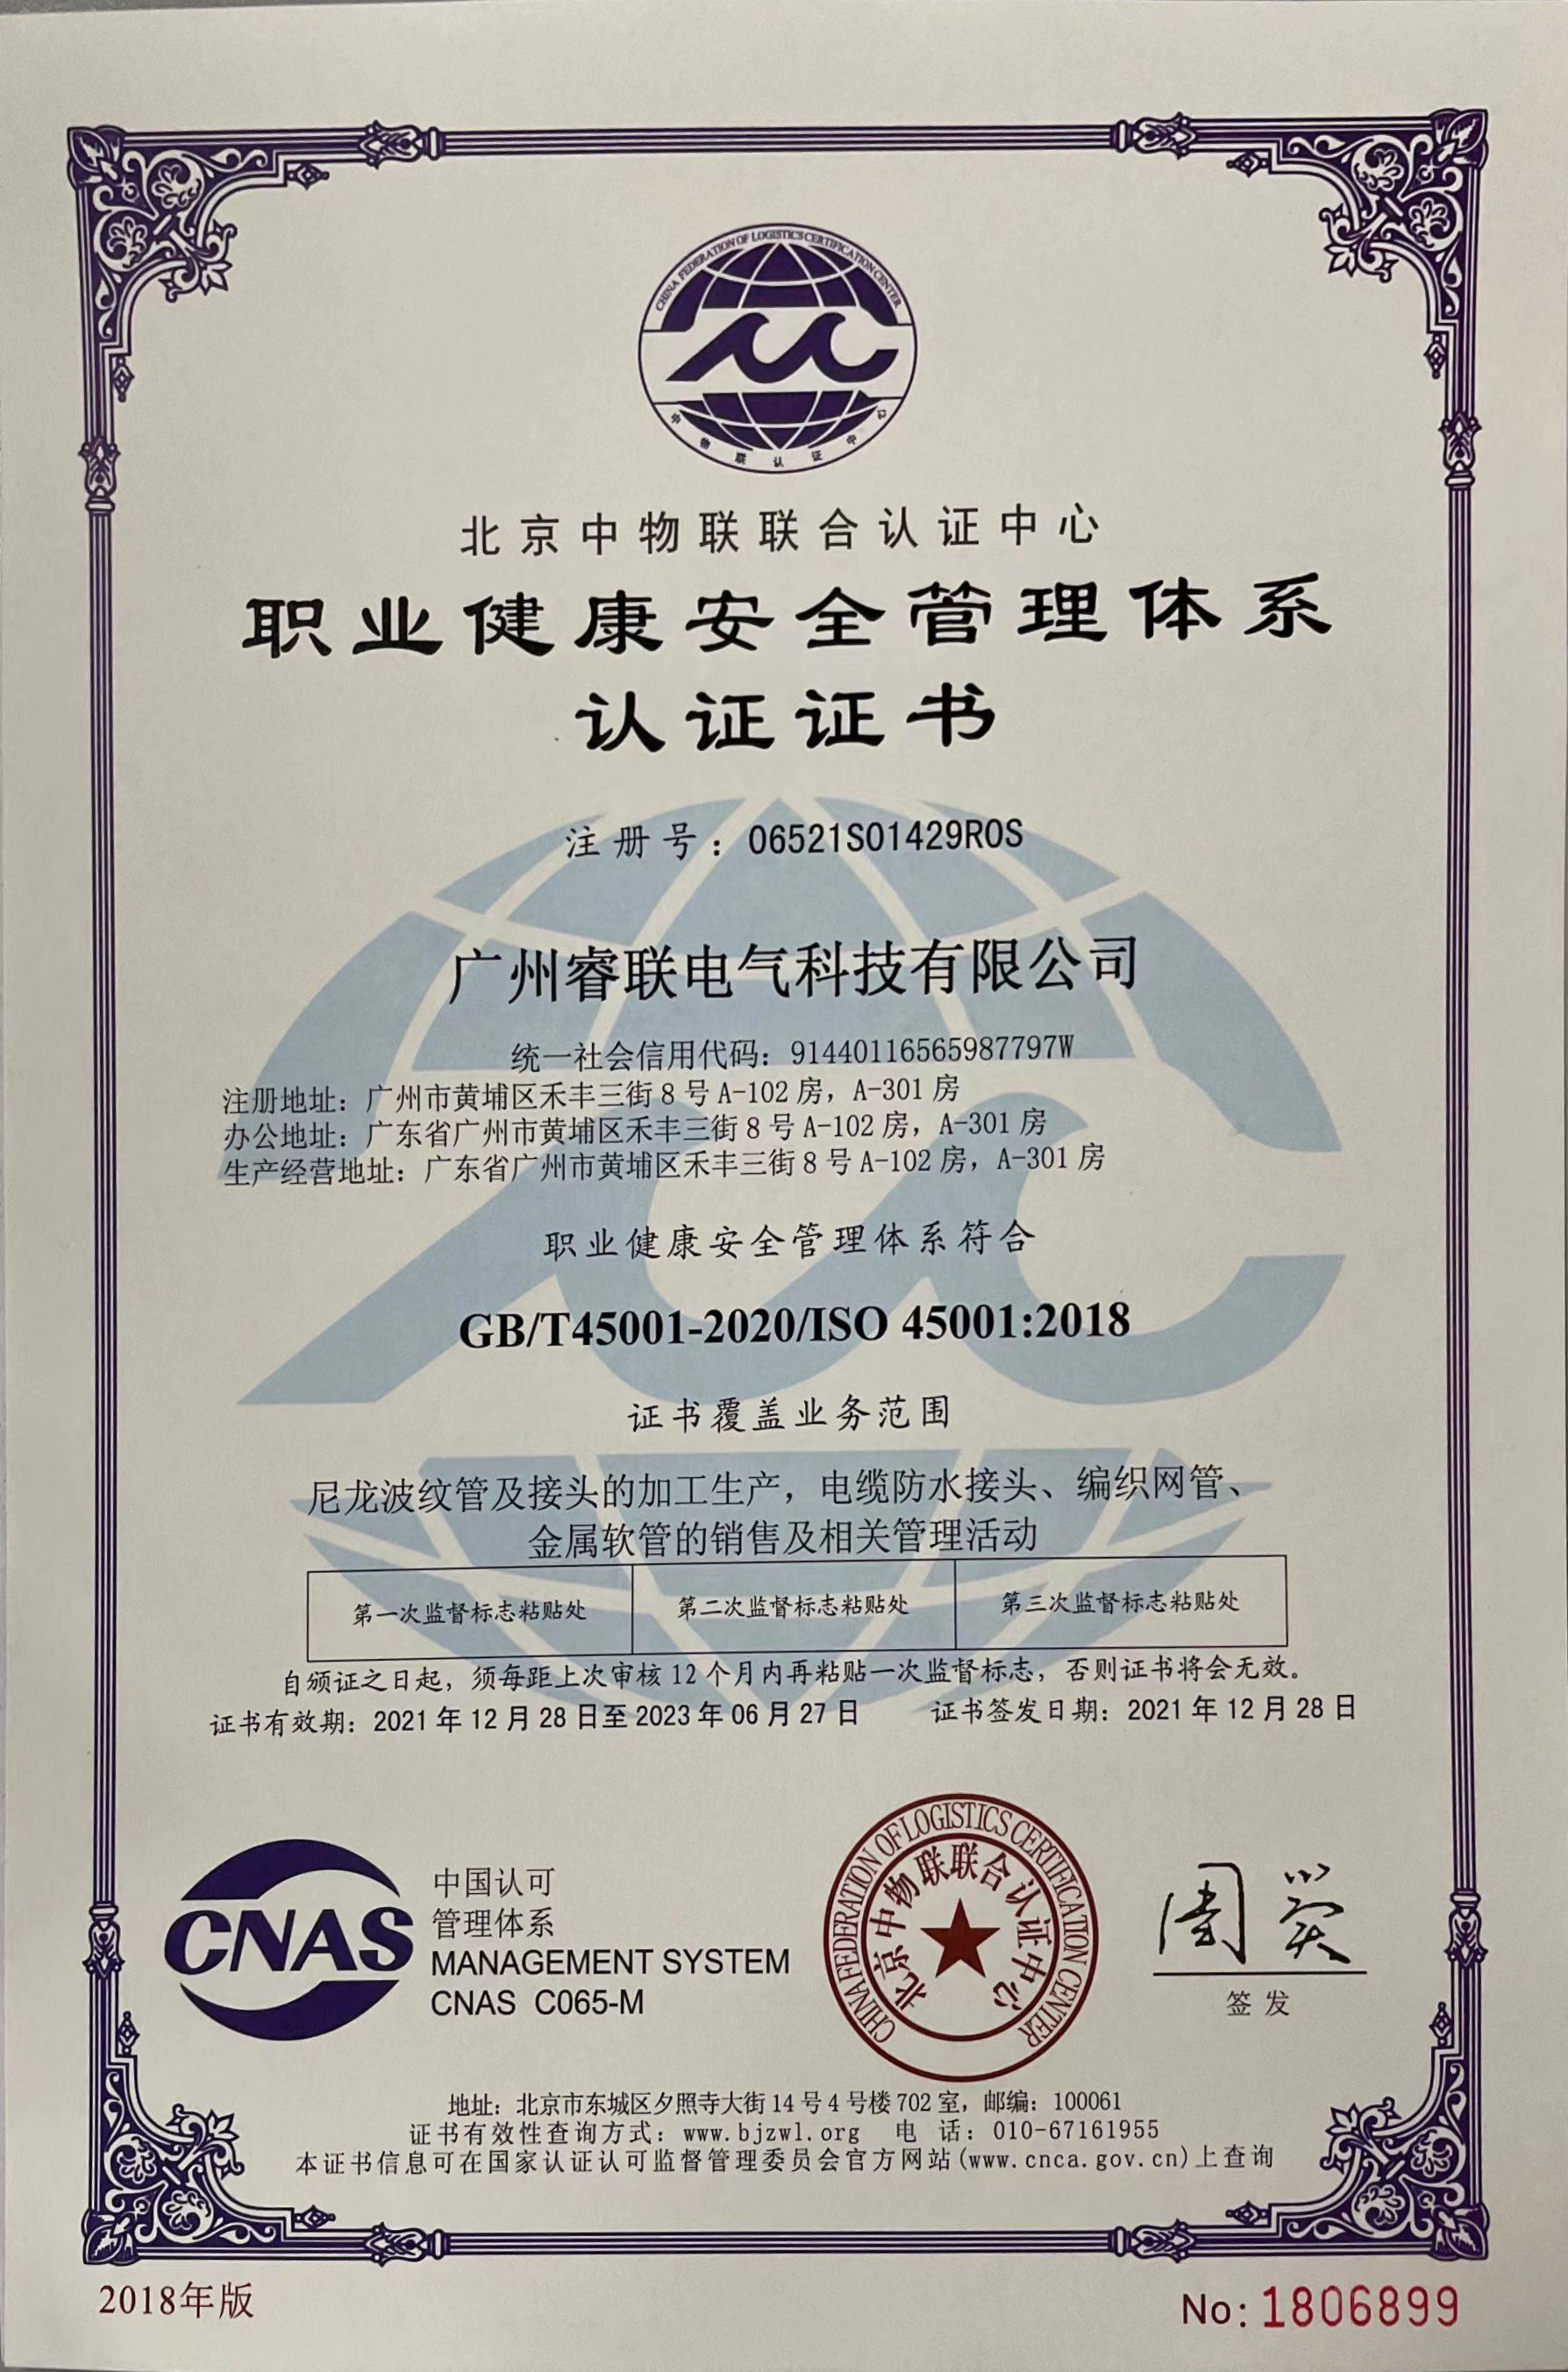 CHINA FEDERATION OF LOGISTICS CERTIFICATION CENTER
中物联认证中心
北京中物联联合认证中心
职业健康安全管理体系
认证证书
注册号：06521S01429R0S
广州睿联电气科技有限公司
统一社会信用代码：91440116565987797W
注册地址：广州市黄埔区禾丰三街8号A-102房，A-301房
办公地址：广东省广州市黄埔区禾丰三街8号A-102房，A-301房
生产经营地址：广东省广州市黄埔区禾丰三街8号A-102房，A-301房
职业健康安全管理体系符合
GB/T45001-2020/ISO 45001:2018
证书覆盖业务范围
尼龙波纹管及接头的加工生产，电缆防水接头、编织网管、
金属软管的销售及相关管理活动
第一次监督标志粘贴处 第二次监督标志粘贴处 第三次监督标志粘贴处
自颁证之日起，须每距上次审核12个月内再粘贴一次监督标志，否则证书将会无效。
证书有效期：2021年12月28日至2023年06月27日 证书签发日期：2021年12月28日
CNAS
中国认可
管理体系
MANAGEMENT SYSTEM
CNAS C065-M
CHINA FEDERATION OF LOGISTICS CERTIFICATION CENTER
北京中物联联合认证中心
签发
地址：北京市东城区夕照寺大街14号4号楼702室，邮编：100061
证书有效性查询方式：www.bjzwl.org 电 话：010-67161955
本证书信息可在国家认证认可监督管理委员会官方网站(www.cnca.gov.cn)上查询
2018年版
No: 1806899